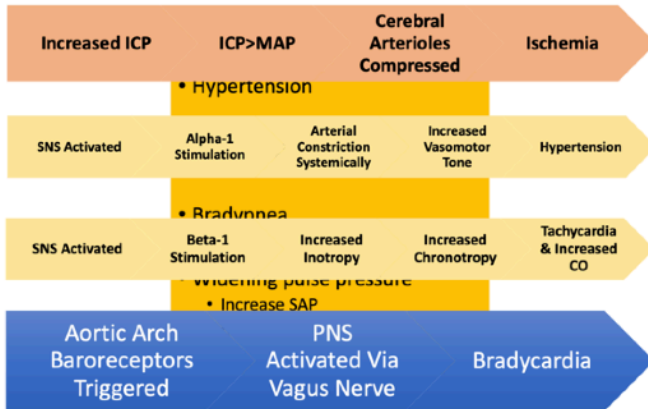 Increased ICP
ICP>MAP
Cerebral
Arterioles
Compressed
Ischemia
• Hypertension
SNS Activated
Alpha-1
Stimulation
Arterial
Constriction
Systemically
Increased
Vasomotor
Tone
Hypertension
• Bradypnea
SNS Activated
Beta-1
Stimulation
Increased
Inotropy
Increased
Chronotropy
Tachycardia
& Increased
CO
• Widening pulse pressure
• Increase SAP
Aortic Arch
Baroreceptors
Triggered
PNS
Activated Via
Vagus Nerve
Bradycardia